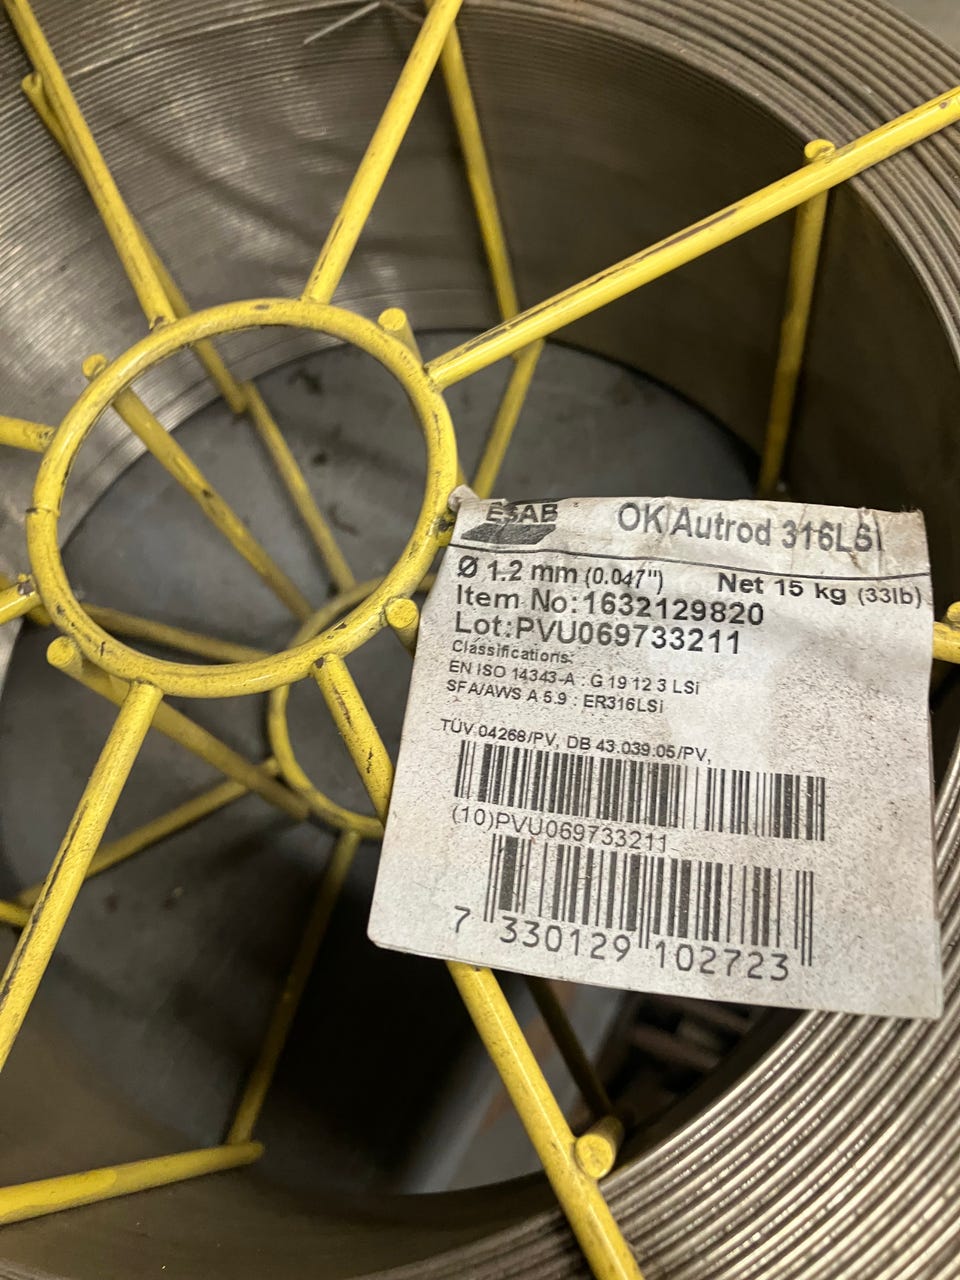 ESAB OK Autrod 316LSi
Ø 1.2 mm (0.047") Net 15 kg (33lb)
Item No:1632129820
Lot:PVU069733211
Classifications:
EN ISO 14343-A : G 19 12 3 LSi
SFA/AWS A 5.9 : ER316LSi
TÜV 04268/PV, DB 43.039.05/PV,
(10)PVU069733211
7 330129 102723